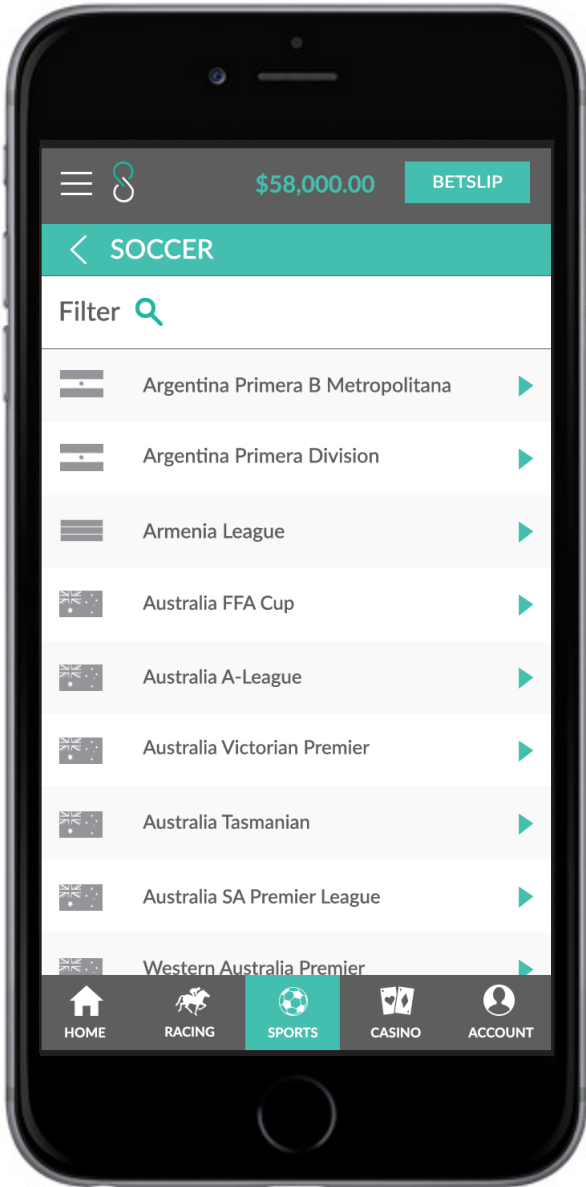 $58,000.00 BETSLIP
SOCCER
Filter
Argentina Primera B Metropolitana
Argentina Primera Division
Armenia League
Australia FFA Cup
Australia A-League
Australia Victorian Premier
Australia Tasmanian
Australia SA Premier League
Western Australia Premier
HOME RACING SPORTS CASINO ACCOUNT